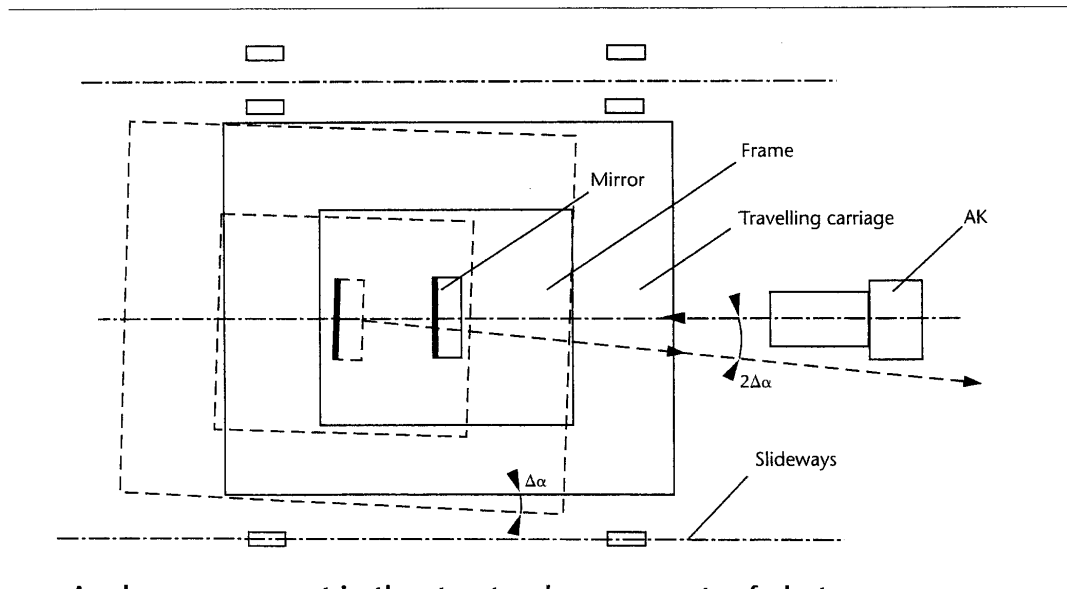 Frame
Mirror
Travelling carriage
AK
2Δα
Slideways
Δα